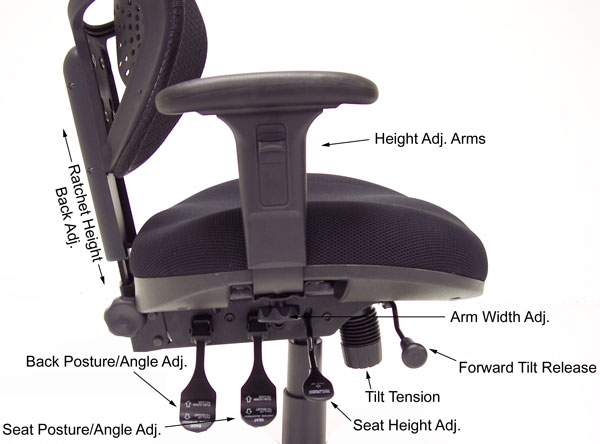 Height Adj. Arms
Ratchet Height
Back Adj.
Arm Width Adj.
Back Posture/Angle Adj.
Forward Tilt Release
Tilt Tension
Seat Posture/Angle Adj.
Seat Height Adj.